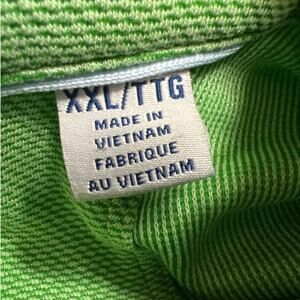 XXL/TTG
MADE IN
VIETNAM
FABRIQUE
AU VIETNAM